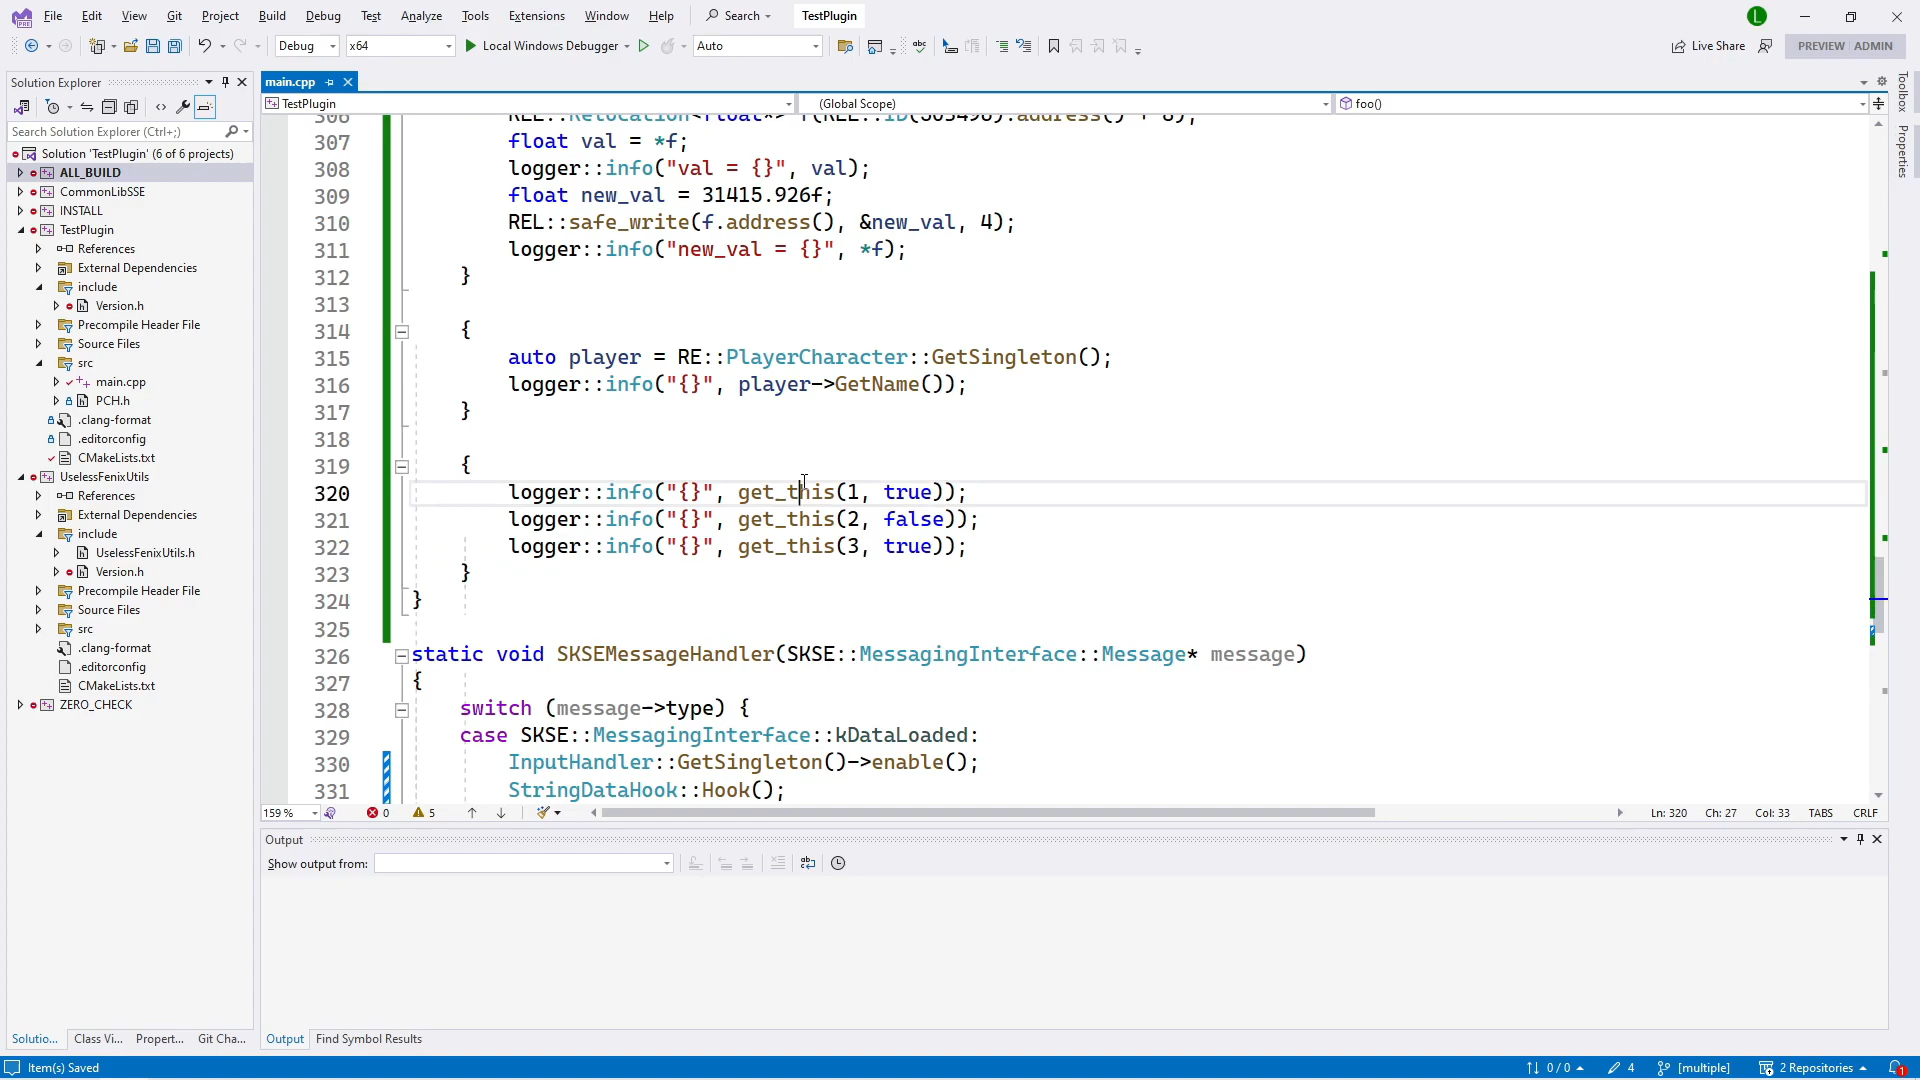 File Edit View Git Project Build Debug Test Analyze Tools Extensions Window Help Search TestPlugin L
Debug x64 Local Windows Debugger Auto Live Share PREVIEW ADMIN
Solution Explorer
Search Solution Explorer (Ctrl+;)
Solution 'TestPlugin' (6 of 6 projects)
ALL_BUILD
CommonLibSSE
INSTALL
TestPlugin
References
External Dependencies
include
Version.h
Precompile Header File
Source Files
src
main.cpp
PCH.h
.clang-format
.editorconfig
CMakeLists.txt
UselessFenixUtils
References
External Dependencies
include
UselessFenixUtils.h
Version.h
Precompile Header File
Source Files
src
.clang-format
.editorconfig
CMakeLists.txt
ZERO_CHECK
Solutio... Class Vi... Propert... Git Cha...
main.cpp
TestPlugin (Global Scope) foo()
307 float val = *f;
308 logger::info("val = {}", val);
309 float new_val = 31415.926f;
310 REL::safe_write(f.address(), &new_val, 4);
311 logger::info("new_val = {}", *f);
312 }
313
314 {
315 auto player = RE::PlayerCharacter::GetSingleton();
316 logger::info("{}", player->GetName());
317 }
318
319 {
320 logger::info("{}", get_this(1, true));
321 logger::info("{}", get_this(2, false));
322 logger::info("{}", get_this(3, true));
323 }
324 }
325
326 static void SKSEMessageHandler(SKSE::MessagingInterface::Message* message)
327 {
328 switch (message->type) {
329 case SKSE::MessagingInterface::kDataLoaded:
330 InputHandler::GetSingleton()->enable();
331 StringDataHook::Hook();
159 % 0 5 Ln: 320 Ch: 27 Col: 33 TABS CRLF
Output
Show output from:
Output Find Symbol Results
Toolbox
Properties
Item(s) Saved 0 / 0 4 [multiple] 2 Repositories 1